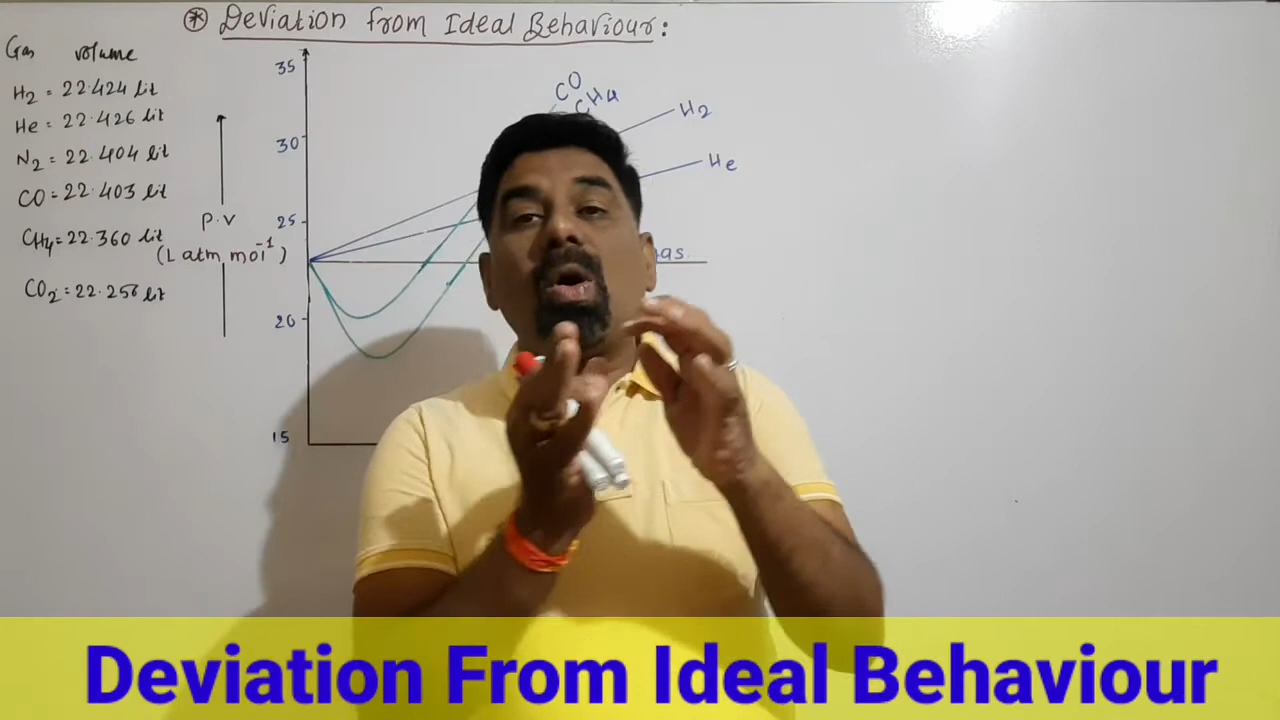 * Deviation from Ideal Behaviour:
Gas volume
H2 = 22.424 lit
He = 22.426 lit
N2 = 22.404 lit
CO = 22.403 lit
CH4 = 22.360 lit
CO2 = 22.256 lit
P.V
(L atm mol-1)
35
30
25
20
15
CO
CH4
H2
He
gas
Deviation From Ideal Behaviour